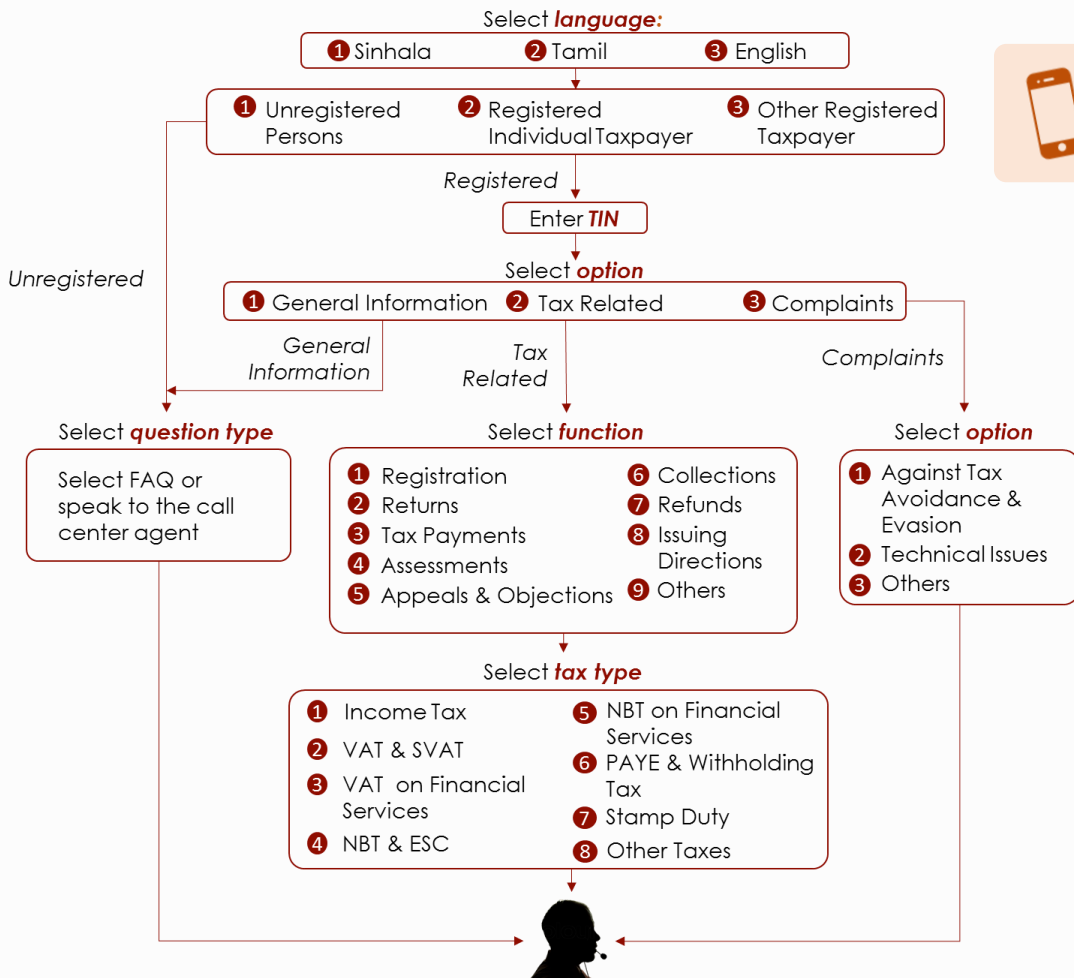 Select language:
1 Sinhala 2 Tamil 3 English
1 Unregistered 2 Registered 3 Other Registered
Persons Individual Taxpayer Taxpayer
Registered
Enter TIN
Unregistered
Select option
1 General Information 2 Tax Related 3 Complaints
General
Information
Tax
Related
Complaints
Select question type
Select FAQ or
speak to the call
center agent
Select function
1 Registration
2 Returns
3 Tax Payments
4 Assessments
5 Appeals & Objections
6 Collections
7 Refunds
8 Issuing
Directions
9 Others
Select option
1 Against Tax
Avoidance &
Evasion
2 Technical Issues
3 Others
Select tax type
1 Income Tax
2 VAT & SVAT
3 VAT on Financial
Services
4 NBT & ESC
5 NBT on Financial
Services
6 PAYE & Withholding
Tax
7 Stamp Duty
8 Other Taxes